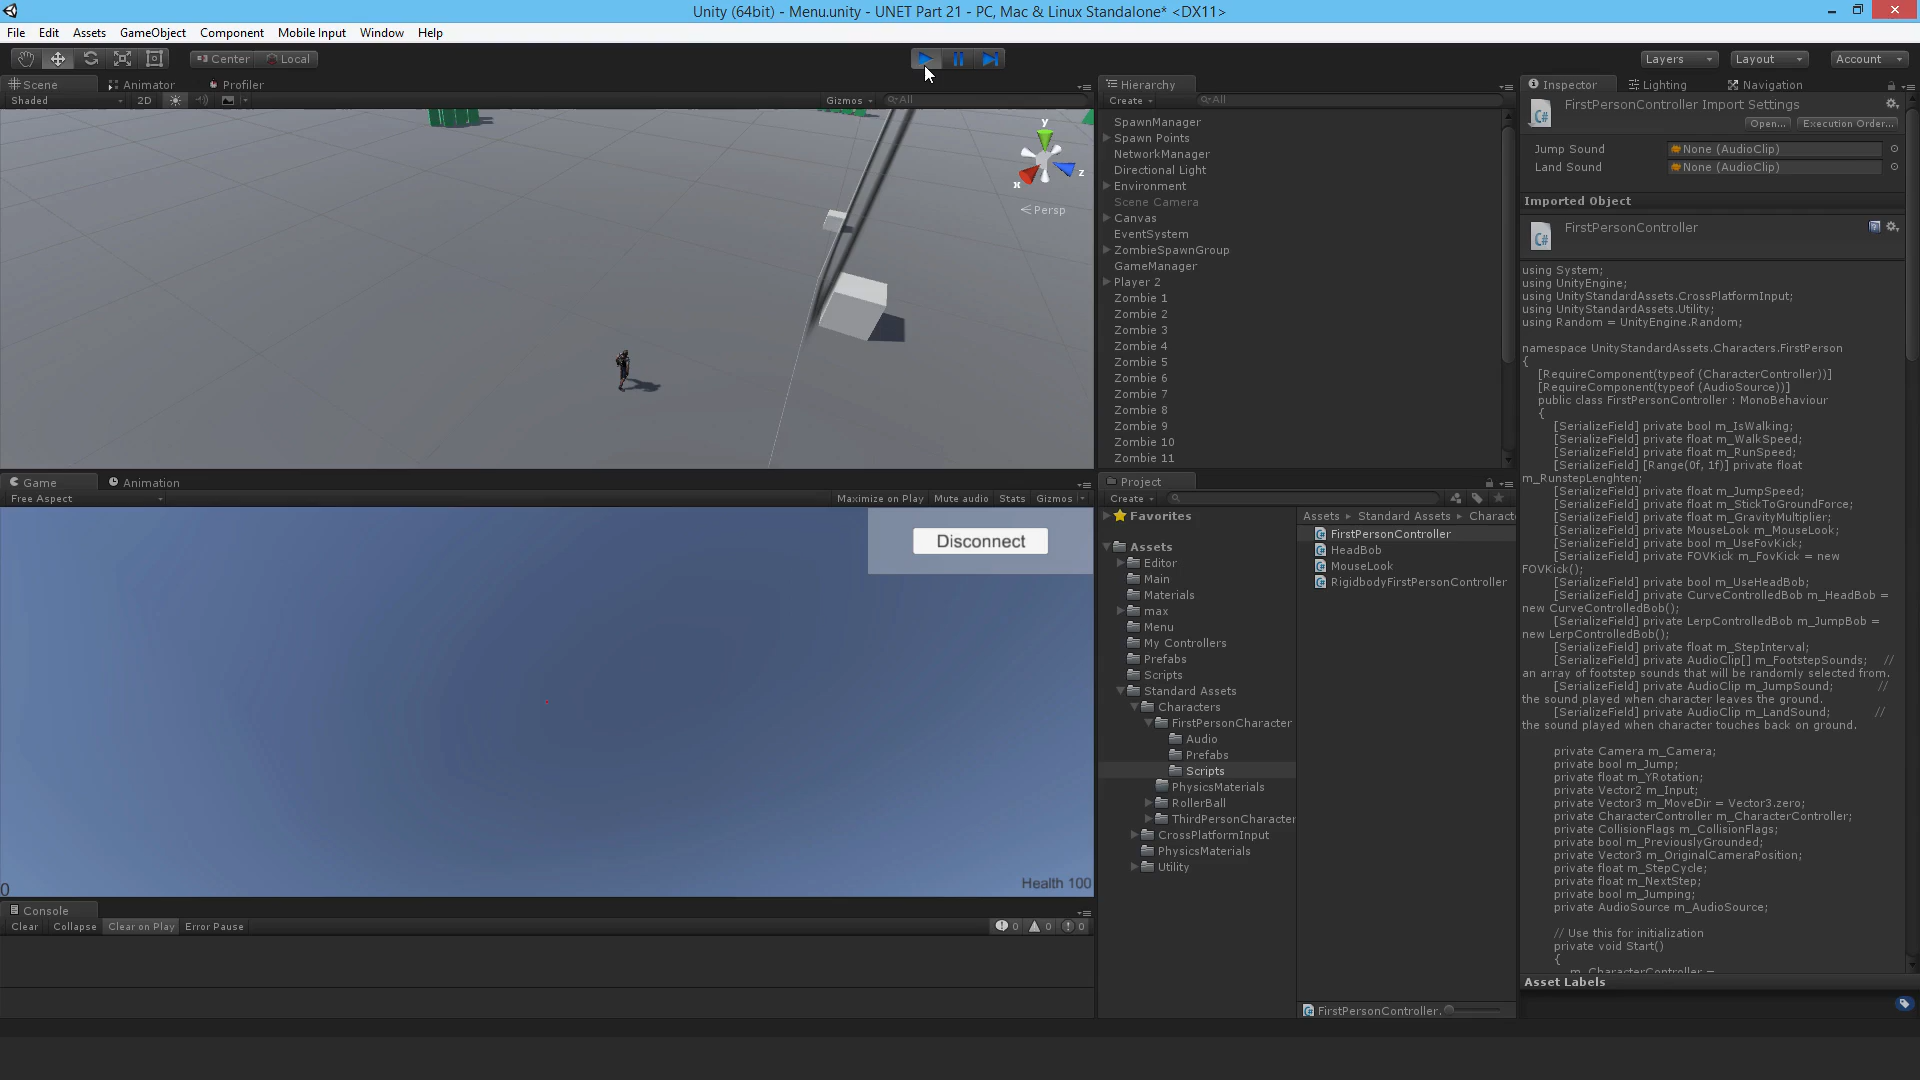 Unity (64bit) - Menu.unity - UNET Part 21 - PC, Mac & Linux Standalone* <DX11>
File Edit Assets GameObject Component Mobile Input Window Help
Center Local
Layers Layout Account
Scene Animator Profiler
Shaded 2D Gizmos All
y
x
z
Persp
Game Animation
Free Aspect Maximize on Play Mute audio Stats Gizmos
Disconnect
0
Health 100
Console
Clear Collapse Clear on Play Error Pause 0 0 0
Hierarchy
Create All
SpawnManager
Spawn Points
NetworkManager
Directional Light
Environment
Scene Camera
Canvas
EventSystem
ZombieSpawnGroup
GameManager
Player 2
Zombie 1
Zombie 2
Zombie 3
Zombie 4
Zombie 5
Zombie 6
Zombie 7
Zombie 8
Zombie 9
Zombie 10
Zombie 11
Project
Create
Favorites
Assets
Editor
Main
Materials
max
Menu
My Controllers
Prefabs
Scripts
Standard Assets
Characters
FirstPersonCharacter
Audio
Prefabs
Scripts
PhysicsMaterials
RollerBall
ThirdPersonCharacter
CrossPlatformInput
PhysicsMaterials
Utility
Assets Standard Assets Charact
FirstPersonController
HeadBob
MouseLook
RigidbodyFirstPersonController
FirstPersonController.
Inspector Lighting Navigation
FirstPersonController Import Settings
Open... Execution Order...
Jump Sound None (AudioClip)
Land Sound None (AudioClip)
Imported Object
FirstPersonController
using System;
using UnityEngine;
using UnityStandardAssets.CrossPlatformInput;
using UnityStandardAssets.Utility;
using Random = UnityEngine.Random;
namespace UnityStandardAssets.Characters.FirstPerson
{
[RequireComponent(typeof (CharacterController))]
[RequireComponent(typeof (AudioSource))]
public class FirstPersonController : MonoBehaviour
{
[SerializeField] private bool m_IsWalking;
[SerializeField] private float m_WalkSpeed;
[SerializeField] private float m_RunSpeed;
[SerializeField] [Range(0f, 1f)] private float
m_RunstepLenghten;
[SerializeField] private float m_JumpSpeed;
[SerializeField] private float m_StickToGroundForce;
[SerializeField] private float m_GravityMultiplier;
[SerializeField] private MouseLook m_MouseLook;
[SerializeField] private bool m_UseFovKick;
[SerializeField] private FOVKick m_FovKick = new
FOVKick();
[SerializeField] private bool m_UseHeadBob;
[SerializeField] private CurveControlledBob m_HeadBob =
new CurveControlledBob();
[SerializeField] private LerpControlledBob m_JumpBob =
new LerpControlledBob();
[SerializeField] private float m_StepInterval;
[SerializeField] private AudioClip[] m_FootstepSounds; //
an array of footstep sounds that will be randomly selected from.
[SerializeField] private AudioClip m_JumpSound; //
the sound played when character leaves the ground.
[SerializeField] private AudioClip m_LandSound; //
the sound played when character touches back on ground.
private Camera m_Camera;
private bool m_Jump;
private float m_YRotation;
private Vector2 m_Input;
private Vector3 m_MoveDir = Vector3.zero;
private CharacterController m_CharacterController;
private CollisionFlags m_CollisionFlags;
private bool m_PreviouslyGrounded;
private Vector3 m_OriginalCameraPosition;
private float m_StepCycle;
private float m_NextStep;
private bool m_Jumping;
private AudioSource m_AudioSource;
// Use this for initialization
private void Start()
{
m_CharacterController =
Asset Labels